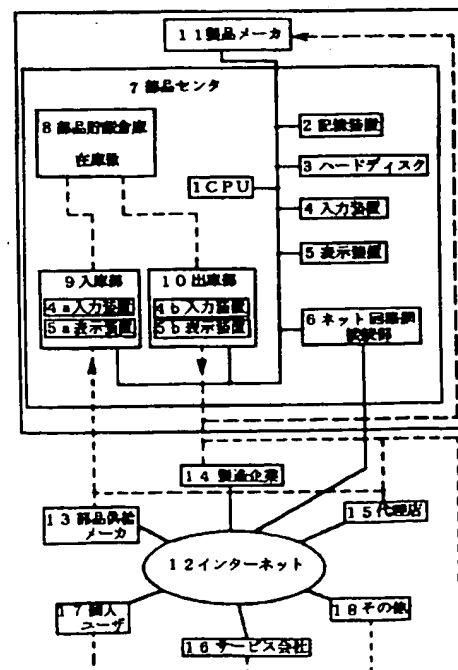 11製品メーカ
7 部品センタ
8 部品貯蔵倉庫
在庫数
2 記憶装置
3 ハードディスク
1CPU
4 入力装置
5 表示装置
9入庫部
4a入力装置
5a表示装置
10出庫部
4b入力装置
5b表示装置
6ネット回線網
接続部
14 製造企業
13部品供給
メーカ
15代理店
12インターネット
17個人
ユーザ
16サービス会社
18その他